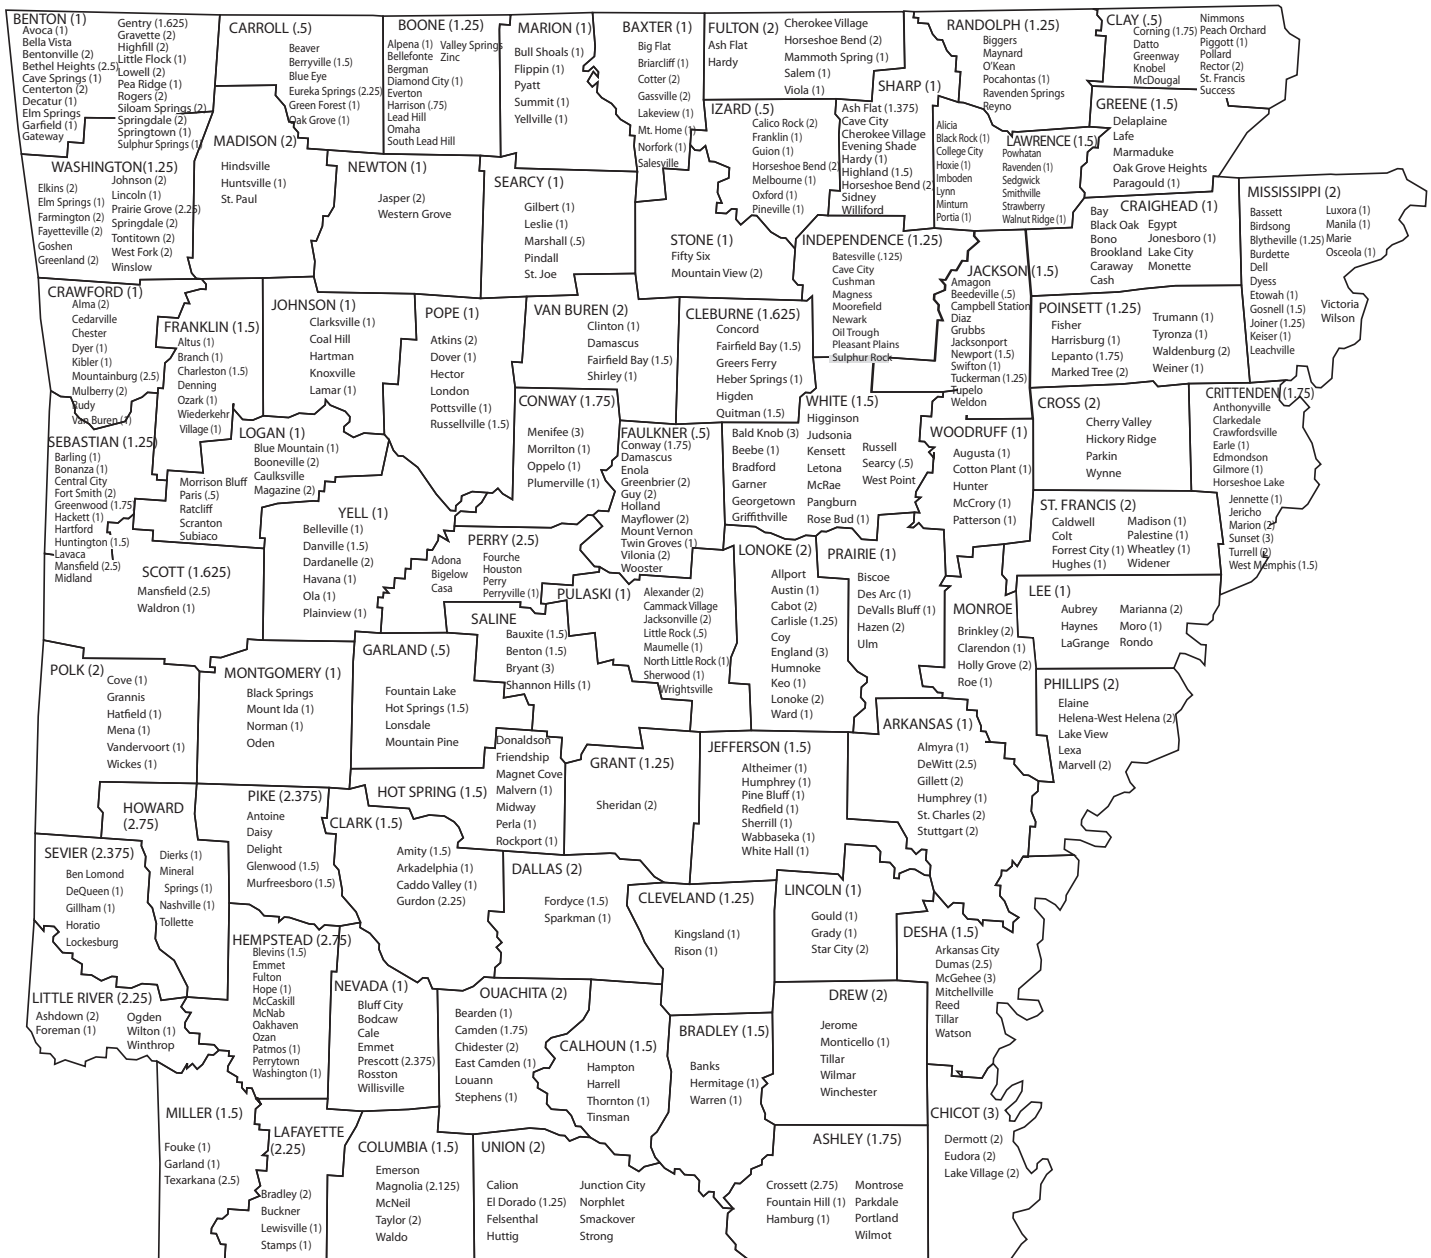 BENTON (1)
Avoca (1)
Bella Vista
Bentonville (2)
Bethel Heights (2.5)
Cave Springs (1)
Centerton (2)
Decatur (1)
Elm Springs
Garfield (1)
Gateway
Gentry (1.625)
Gravette (2)
Highfill (2)
Little Flock (1)
Lowell (2)
Pea Ridge (1)
Rogers (2)
Siloam Springs (2)
Springdale (2)
Springtown (1)
Sulphur Springs (1)
CARROLL (.5)
Beaver
Berryville (1.5)
Blue Eye
Eureka Springs (2.25)
Green Forest (1)
Oak Grove (1)
BOONE (1.25)
Alpena (1)
Bellefonte
Bergman
Diamond City (1)
Everton
Harrison (.75)
Lead Hill
Omaha
South Lead Hill
Valley Springs
Zinc
MARION (1)
Bull Shoals (1)
Flippin (1)
Pyatt
Summit (1)
Yellville (1)
BAXTER (1)
Big Flat
Briarcliff (1)
Cotter (2)
Gassville (2)
Lakeview (1)
Mt. Home (1)
Norfork (1)
Salesville
FULTON (2)
Ash Flat
Hardy
Cherokee Village
Horseshoe Bend (2)
Mammoth Spring (1)
Salem (1)
Viola (1)
SHARP (1)
Ash Flat (1.375)
Cave City
Cherokee Village
Evening Shade
Hardy (1)
Highland (1.5)
Horseshoe Bend (2)
Sidney
Williford
RANDOLPH (1.25)
Biggers
Maynard
O'Kean
Pocahontas (1)
Ravenden Springs
Reyno
CLAY (.5)
Corning (1.75)
Datto
Greenway
Knobel
McDougal
Nimmons
Peach Orchard
Piggott (1)
Pollard
Rector (2)
St. Francis
Success
GREENE (1.5)
Delaplaine
Lafe
Marmaduke
Oak Grove Heights
Paragould (1)
IZARD (.5)
Calico Rock (2)
Franklin (1)
Guion (1)
Horseshoe Bend (2)
Melbourne (1)
Oxford (1)
Pineville (1)
LAWRENCE (1.5)
Alicia
Black Rock (1)
College City
Hoxie (1)
Imboden
Lynn
Minturn
Portia (1)
Powhatan
Ravenden (1)
Sedgwick
Smithville
Strawberry
Walnut Ridge (1)
MADISON (2)
Hindsville
Huntsville (1)
St. Paul
WASHINGTON(1.25)
Elkins (2)
Elm Springs (1)
Farmington (2)
Fayetteville (2)
Goshen
Greenland (2)
Johnson (2)
Lincoln (1)
Prairie Grove (2.25)
Springdale (2)
Tontitown (2)
West Fork (2)
Winslow
NEWTON (1)
Jasper (2)
Western Grove
SEARCY (1)
Gilbert (1)
Leslie (1)
Marshall (.5)
Pindall
St. Joe
STONE (1)
Fifty Six
Mountain View (2)
INDEPENDENCE (1.25)
Batesville (.125)
Cave City
Cushman
Magness
Moorefield
Newark
Oil Trough
Pleasant Plains
Sulphur Rock
JACKSON (1.5)
Amagon
Beedeville (.5)
Campbell Station
Diaz
Grubbs
Jacksonport
Newport (1.5)
Swifton (1)
Tuckerman (1.25)
Tupelo
Weldon
CRAIGHEAD (1)
Bay
Black Oak
Bono
Brookland
Caraway
Cash
Egypt
Jonesboro (1)
Lake City
Monette
MISSISSIPPI (2)
Bassett
Birdsong
Blytheville (1.25)
Burdette
Dell
Dyess
Etowah (1)
Gosnell (1.5)
Joiner (1.25)
Keiser (1)
Leachville
Luxora (1)
Manila (1)
Marie
Osceola (1)
Victoria
Wilson
CRAWFORD (1)
Alma (2)
Cedarville
Chester
Dyer (1)
Kibler (1)
Mountainburg (2.5)
Mulberry (2)
Rudy
Van Buren (1)
FRANKLIN (1.5)
Altus (1)
Branch (1)
Charleston (1.5)
Denning
Ozark (1)
Wiederkehr
Village (1)
JOHNSON (1)
Clarksville (1)
Coal Hill
Hartman
Knoxville
Lamar (1)
POPE (1)
Atkins (2)
Dover (1)
Hector
London
Pottsville (1)
Russellville (1.5)
VAN BUREN (2)
Clinton (1)
Damascus
Fairfield Bay (1.5)
Shirley (1)
CLEBURNE (1.625)
Concord
Fairfield Bay (1.5)
Greers Ferry
Heber Springs (1)
Higden
Quitman (1.5)
POINSETT (1.25)
Fisher
Harrisburg (1)
Lepanto (1.75)
Marked Tree (2)
Trumann (1)
Tyronza (1)
Waldenburg (2)
Weiner (1)
CRITTENDEN (1.75)
Anthonyville
Clarkedale
Crawfordsville
Earle (1)
Edmondson
Gilmore (1)
Horseshoe Lake
Jennette (1)
Jericho
Marion (2)
Sunset (3)
Turrell (2)
West Memphis (1.5)
CROSS (2)
Cherry Valley
Hickory Ridge
Parkin
Wynne
SEBASTIAN (1.25)
Barling (1)
Bonanza (1)
Central City
Fort Smith (2)
Greenwood (1.75)
Hackett (1)
Hartford
Huntington (1.5)
Lavaca
Mansfield (2.5)
Midland
LOGAN (1)
Blue Mountain (1)
Booneville (2)
Caulksville
Magazine (2)
Morrison Bluff
Paris (.5)
Ratcliff
Scranton
Subiaco
CONWAY (1.75)
Menifee (3)
Morrilton (1)
Oppelo (1)
Plumerville (1)
FAULKNER (.5)
Conway (1.75)
Damascus
Enola
Greenbrier (2)
Guy (2)
Holland
Mayflower (2)
Mount Vernon
Twin Groves (1)
Vilonia (2)
Wooster
WHITE (1.5)
Bald Knob (3)
Beebe (1)
Bradford
Garner
Georgetown
Griffithville
Higginson
Judsonia
Kensett
Letona
McRae
Pangburn
Rose Bud (1)
Russell
Searcy (.5)
West Point
WOODRUFF (1)
Augusta (1)
Cotton Plant (1)
Hunter
McCrory (1)
Patterson (1)
ST. FRANCIS (2)
Caldwell
Colt
Forrest City (1)
Hughes (1)
Madison (1)
Palestine (1)
Wheatley (1)
Widener
SCOTT (1.625)
Mansfield (2.5)
Waldron (1)
YELL (1)
Belleville (1)
Danville (1.5)
Dardanelle (2)
Havana (1)
Ola (1)
Plainview (1)
PERRY (2.5)
Adona
Bigelow
Casa
Fourche
Houston
Perry
Perryville (1)
PULASKI (1)
Alexander (2)
Cammack Village
Jacksonville (2)
Little Rock (.5)
Maumelle (1)
North Little Rock (1)
Sherwood (1)
Wrightsville
LONOKE (2)
Allport
Austin (1)
Cabot (2)
Carlisle (1.25)
Coy
England (3)
Humnoke
Keo (1)
Lonoke (2)
Ward (1)
PRAIRIE (1)
Biscoe
Des Arc (1)
DeValls Bluff (1)
Hazen (2)
Ulm
MONROE
Brinkley (2)
Clarendon (1)
Holly Grove (2)
Roe (1)
LEE (1)
Aubrey
Haynes
LaGrange
Marianna (2)
Moro (1)
Rondo
SALINE
Bauxite (1.5)
Benton (1.5)
Bryant (3)
Shannon Hills (1)
GARLAND (.5)
Fountain Lake
Hot Springs (1.5)
Lonsdale
Mountain Pine
POLK (2)
Cove (1)
Grannis
Hatfield (1)
Mena (1)
Vandervoort (1)
Wickes (1)
MONTGOMERY (1)
Black Springs
Mount Ida (1)
Norman (1)
Oden
PHILLIPS (2)
Elaine
Helena-West Helena (2)
Lake View
Lexa
Marvell (2)
HOT SPRING (1.5)
Donaldson
Friendship
Magnet Cove
Malvern (1)
Midway
Perla (1)
Rockport (1)
GRANT (1.25)
Sheridan (2)
JEFFERSON (1.5)
Altheimer (1)
Humphrey (1)
Pine Bluff (1)
Redfield (1)
Sherrill (1)
Wabbaseka (1)
White Hall (1)
ARKANSAS (1)
Almyra (1)
DeWitt (2.5)
Gillett (2)
Humphrey (1)
St. Charles (2)
Stuttgart (2)
HOWARD
(2.75)
Dierks (1)
Mineral
Springs (1)
Nashville (1)
Tollette
PIKE (2.375)
Antoine
Daisy
Delight
Glenwood (1.5)
Murfreesboro (1.5)
CLARK (1.5)
Amity (1.5)
Arkadelphia (1)
Caddo Valley (1)
Gurdon (2.25)
SEVIER (2.375)
Ben Lomond
DeQueen (1)
Gillham (1)
Horatio
Lockesburg
DALLAS (2)
Fordyce (1.5)
Sparkman (1)
CLEVELAND (1.25)
Kingsland (1)
Rison (1)
LINCOLN (1)
Gould (1)
Grady (1)
Star City (2)
DESHA (1.5)
Arkansas City
Dumas (2.5)
McGehee (3)
Mitchellville
Reed
Tillar
Watson
HEMPSTEAD (2.75)
Blevins (1.5)
Emmet
Fulton
Hope (1)
McCaskill
McNab
Oakhaven
Ozan
Patmos (1)
Perrytown
Washington (1)
LITTLE RIVER (2.25)
Ashdown (2)
Foreman (1)
Ogden
Wilton (1)
Winthrop
NEVADA (1)
Bluff City
Bodcaw
Cale
Emmet
Prescott (2.375)
Rosston
Willisville
OUACHITA (2)
Bearden (1)
Camden (1.75)
Chidester (2)
East Camden (1)
Louann
Stephens (1)
CALHOUN (1.5)
Hampton
Harrell
Thornton (1)
Tinsman
BRADLEY (1.5)
Banks
Hermitage (1)
Warren (1)
DREW (2)
Jerome
Monticello (1)
Tillar
Wilmar
Winchester
CHICOT (3)
Dermott (2)
Eudora (2)
Lake Village (2)
MILLER (1.5)
Fouke (1)
Garland (1)
Texarkana (2.5)
LAFAYETTE
(2.25)
Bradley (2)
Buckner
Lewisville (1)
Stamps (1)
COLUMBIA (1.5)
Emerson
Magnolia (2.125)
McNeil
Taylor (2)
Waldo
UNION (2)
Calion
El Dorado (1.25)
Felsenthal
Huttig
Junction City
Norphlet
Smackover
Strong
ASHLEY (1.75)
Crossett (2.75)
Fountain Hill (1)
Hamburg (1)
Montrose
Parkdale
Portland
Wilmot